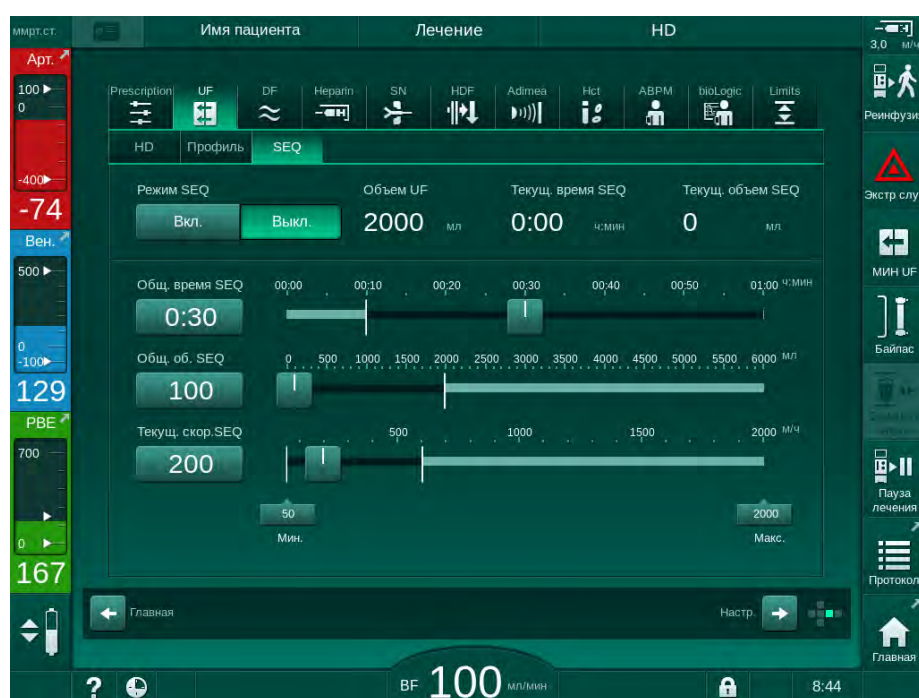 ммрт.ст.
Имя пациента
Лечение
HD
3,0 м/ч
Арт.
100
0
-400
-74
Вен.
500
0
-100
129
PBE
700
0
167
Prescription
UF
DF
Heparin
SN
HDF
Adimea
Hct
ABPM
bioLogic
Limits
HD
Профиль
SEQ
Режим SEQ
Объем UF
Текущ. время SEQ
Текущ. объем SEQ
Вкл.
Выкл.
2000 мл
0:00 ч:мин
0 мл
Общ. время SEQ
00:00 00:10 00:20 00:30 00:40 00:50 01:00 ч:мин
0:30
Общ. об. SEQ
0 500 1000 1500 2000 2500 3000 3500 4000 4500 5000 5500 6000 мл
100
Текущ. скор.SEQ
500 1000 1500 2000 м/ч
200
50
2000
Мин.
Макс.
Главная
Настр.
Реинфузи
Экстр слу
МИН UF
Байпас
Пауза
лечения
Протокол
Главная
?
BF 100 мл/мин
8:44